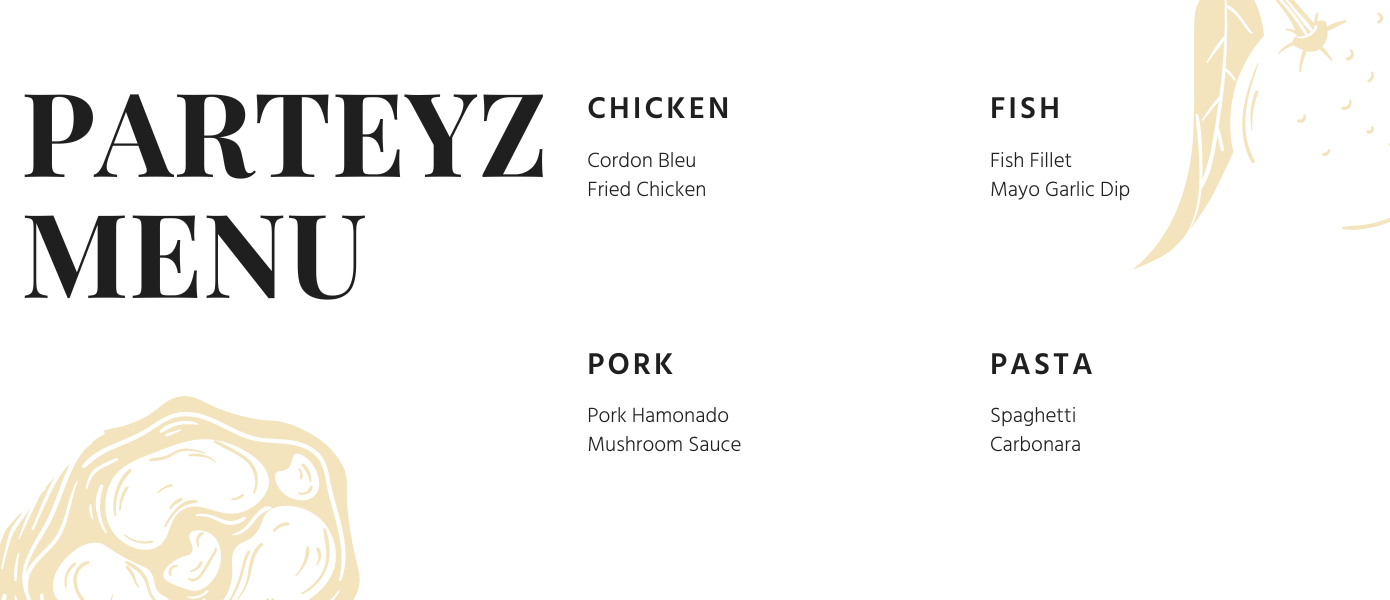 PARTEYZ
MENU
CHICKEN
Cordon Bleu
Fried Chicken
FISH
Fish Fillet
Mayo Garlic Dip
PORK
Pork Hamonado
Mushroom Sauce
PASTA
Spaghetti
Carbonara